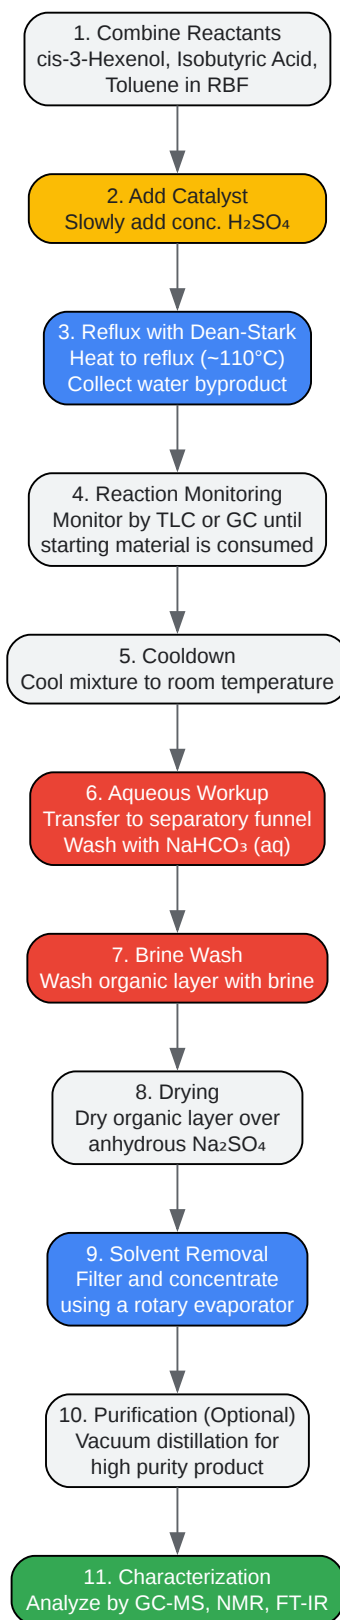 1. Combine Reactants
cis-3-Hexenol, Isobutyric Acid,
Toluene in RBF
2. Add Catalyst
Slowly add conc. H₂SO₄
3. Reflux with Dean-Stark
Heat to reflux (~110°C)
Collect water byproduct
4. Reaction Monitoring
Monitor by TLC or GC until
starting material is consumed
5. Cooldown
Cool mixture to room temperature
6. Aqueous Workup
Transfer to separatory funnel
Wash with NaHCO₃ (aq)
7. Brine Wash
Wash organic layer with brine
8. Drying
Dry organic layer over
anhydrous Na₂SO₄
9. Solvent Removal
Filter and concentrate
using a rotary evaporator
10. Purification (Optional)
Vacuum distillation for
high purity product
11. Characterization
Analyze by GC-MS, NMR, FT-IR